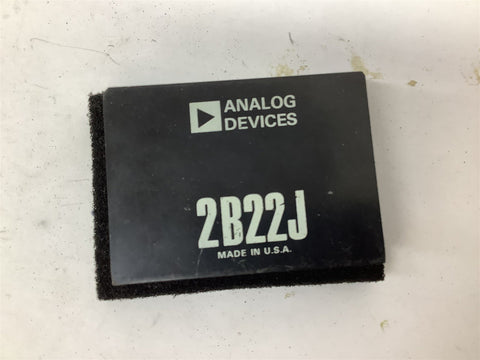 ANALOG
DEVICES
2B22J
MADE IN U.S.A.